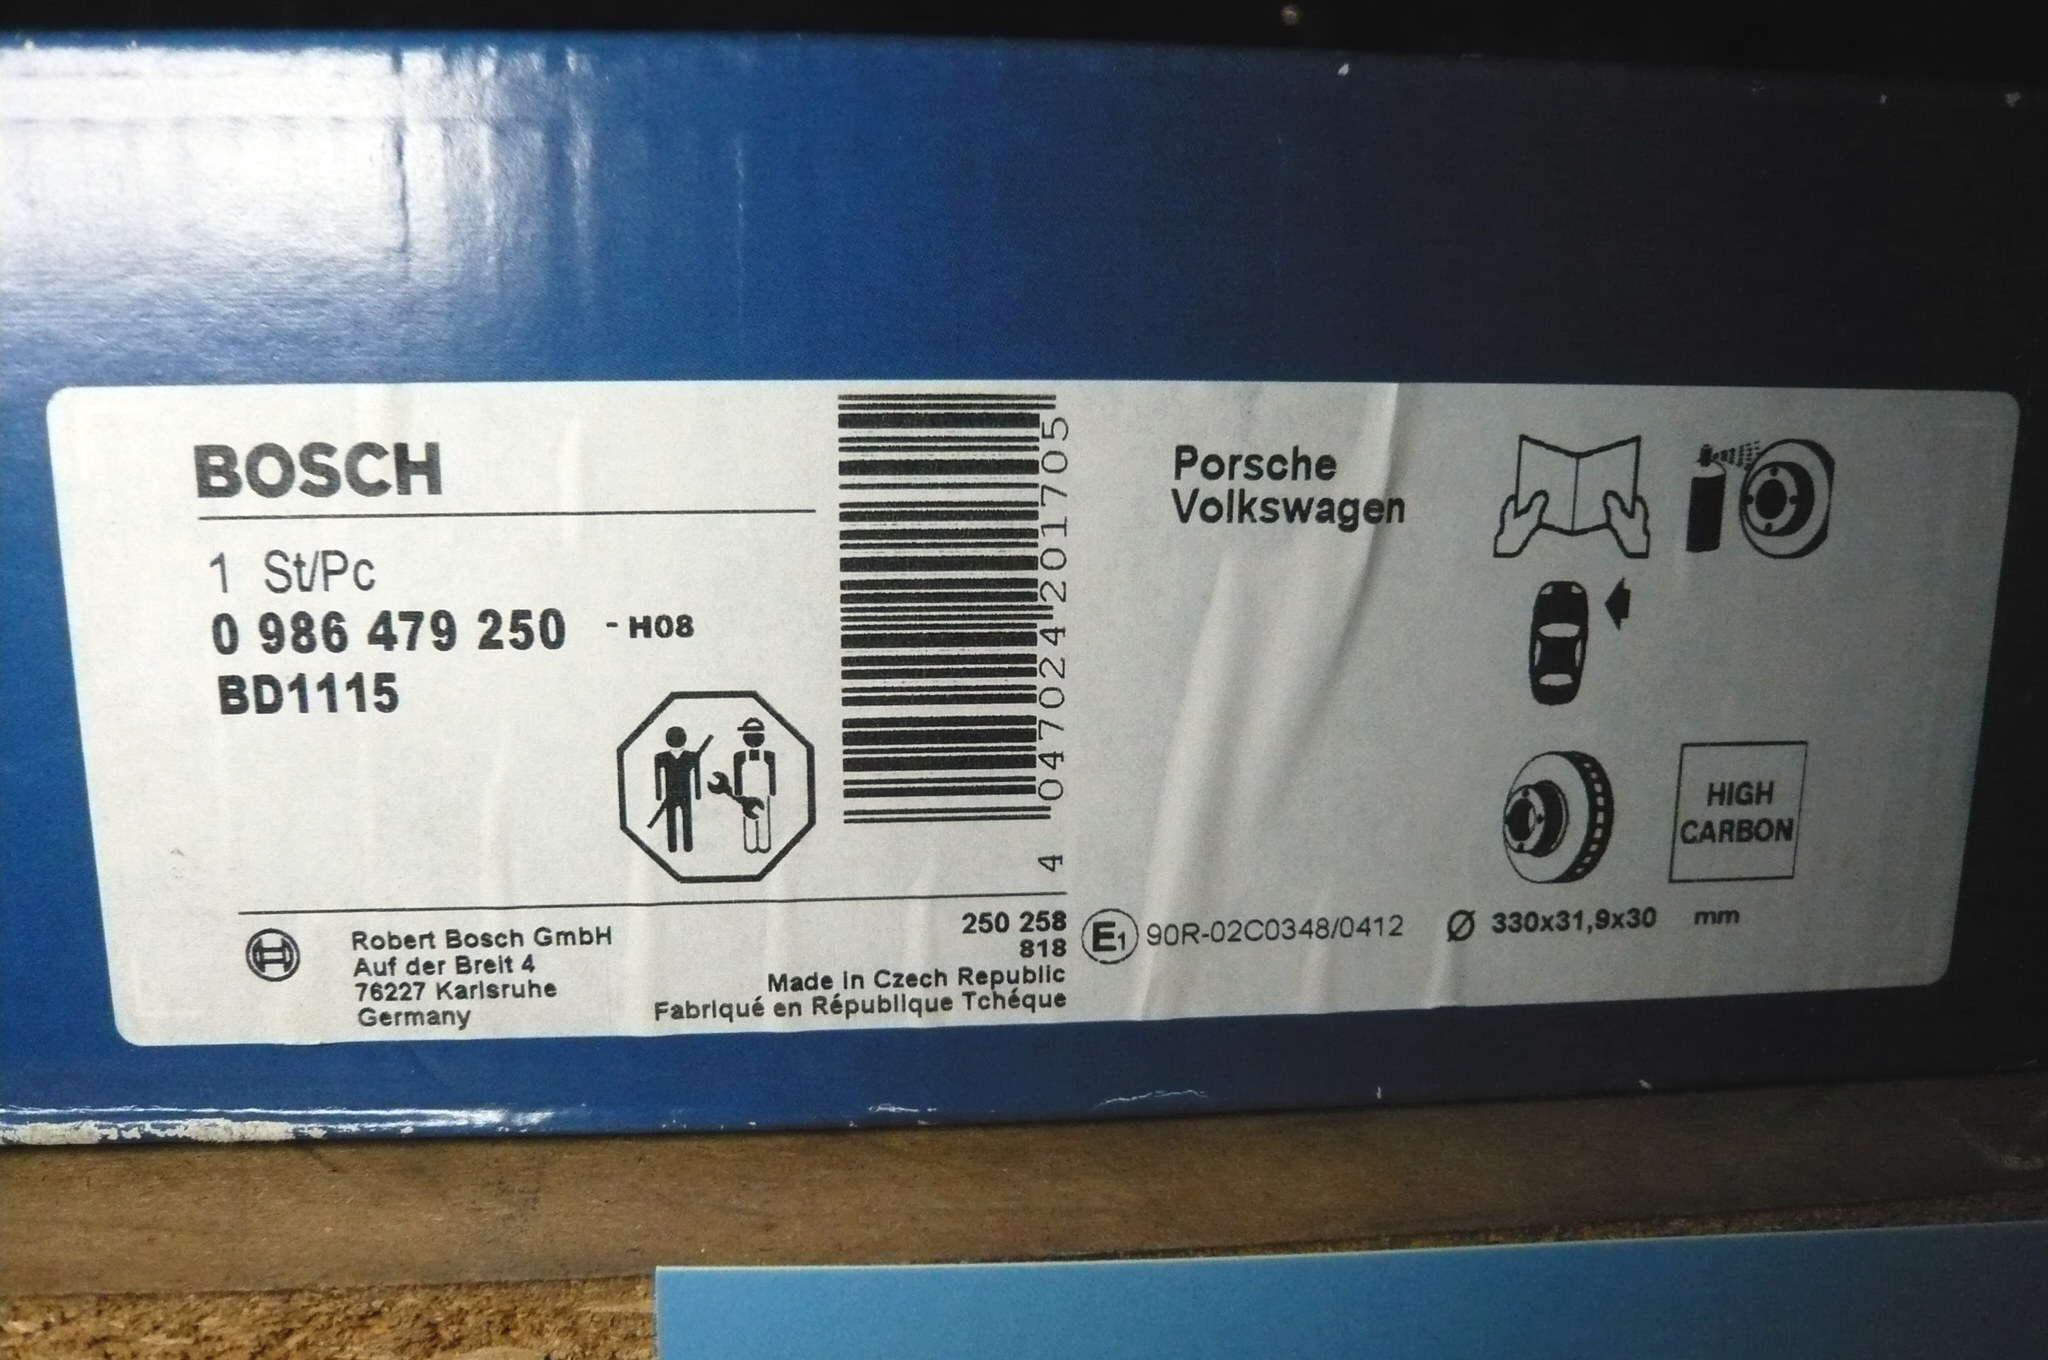 BOSCH
1 St/Pc
0 986 479 250 - H08
BD1115
4 047024 201705
Porsche
Volkswagen
HIGH
CARBON
Robert Bosch GmbH
Auf der Breit 4
76227 Karlsruhe
Germany
250 258
818
Made in Czech Republic
Fabriqué en République Tchéque
E1 90R-02C0348/0412
Ø 330x31,9x30 mm